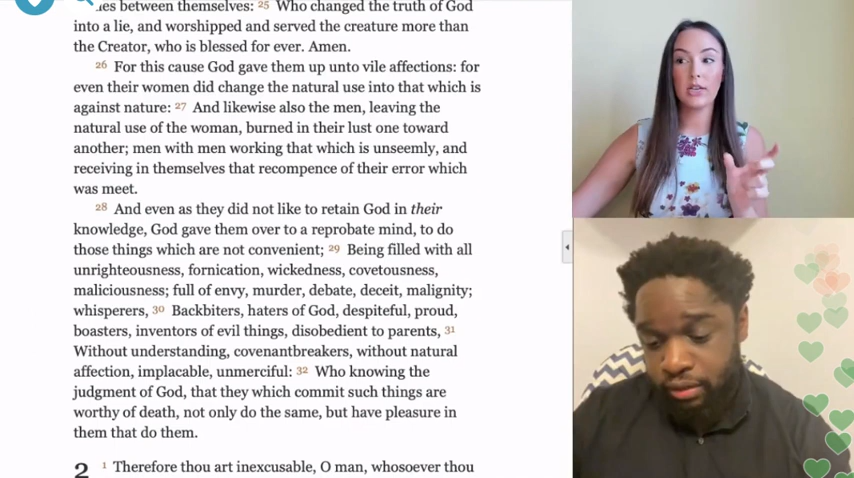 ies between themselves: 25 Who changed the truth of God
into a lie, and worshipped and served the creature more than
the Creator, who is blessed for ever. Amen.
26 For this cause God gave them up unto vile affections: for
even their women did change the natural use into that which is
against nature: 27 And likewise also the men, leaving the
natural use of the woman, burned in their lust one toward
another; men with men working that which is unseemly, and
receiving in themselves that recompence of their error which
was meet.
28 And even as they did not like to retain God in their
knowledge, God gave them over to a reprobate mind, to do
those things which are not convenient; 29 Being filled with all
unrighteousness, fornication, wickedness, covetousness,
maliciousness; full of envy, murder, debate, deceit, malignity;
whisperers, 30 Backbiters, haters of God, despiteful, proud,
boasters, inventors of evil things, disobedient to parents, 31
Without understanding, covenantbreakers, without natural
affection, implacable, unmerciful: 32 Who knowing the
judgment of God, that they which commit such things are
worthy of death, not only do the same, but have pleasure in
them that do them.
2 1 Therefore thou art inexcusable, O man, whosoever thou